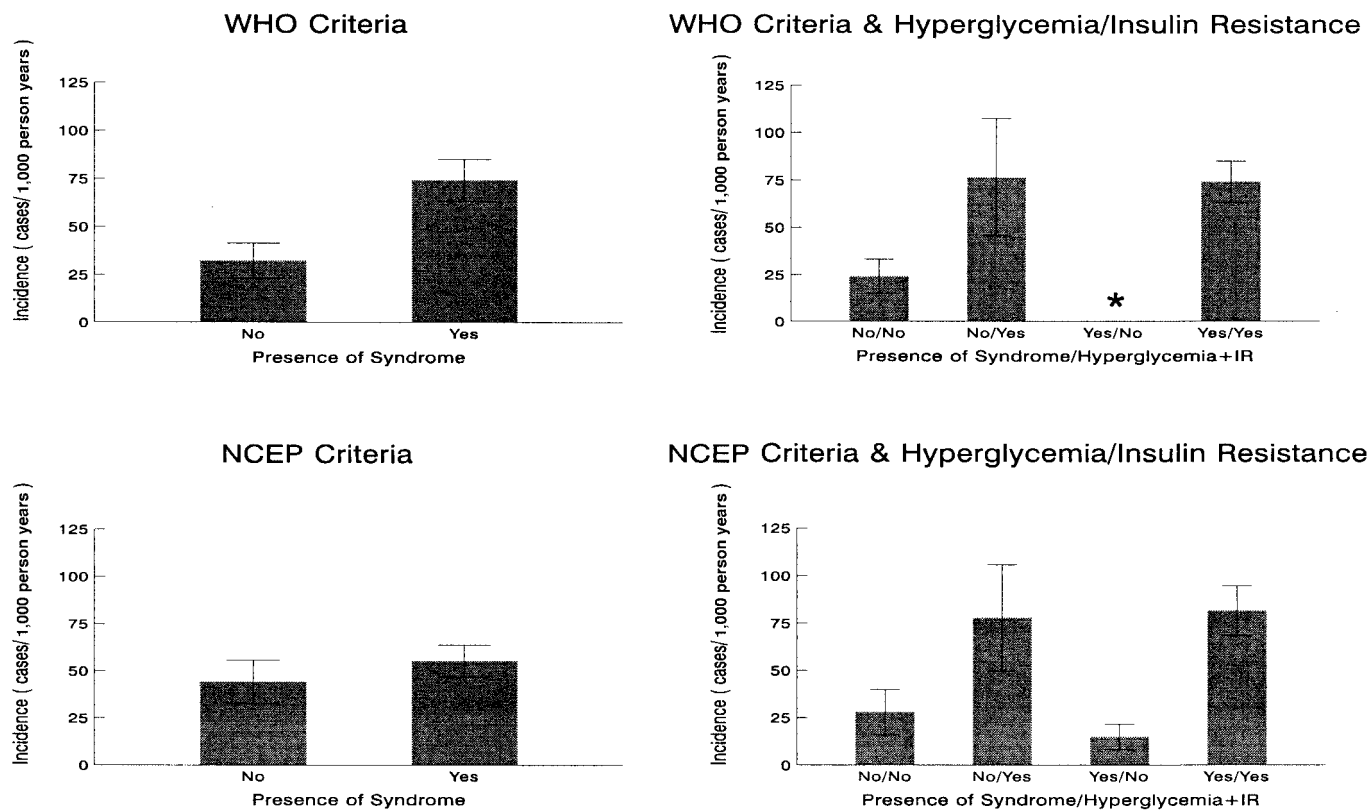 WHO Criteria
Incidence ( cases/ 1,000 person years )
125
100
75
50
25
0
No Yes
Presence of Syndrome
WHO Criteria & Hyperglycemia/Insulin Resistance
Incidence ( cases/ 1,000 person years )
125
100
75
50
25
0
*
No/No No/Yes Yes/No Yes/Yes
Presence of Syndrome/Hyperglycemia+IR
NCEP Criteria
Incidence ( cases/ 1,000 person years )
125
100
75
50
25
0
No Yes
Presence of Syndrome
NCEP Criteria & Hyperglycemia/Insulin Resistance
Incidence ( cases/ 1,000 person years )
125
100
75
50
25
0
No/No No/Yes Yes/No Yes/Yes
Presence of Syndrome/Hyperglycemia+IR